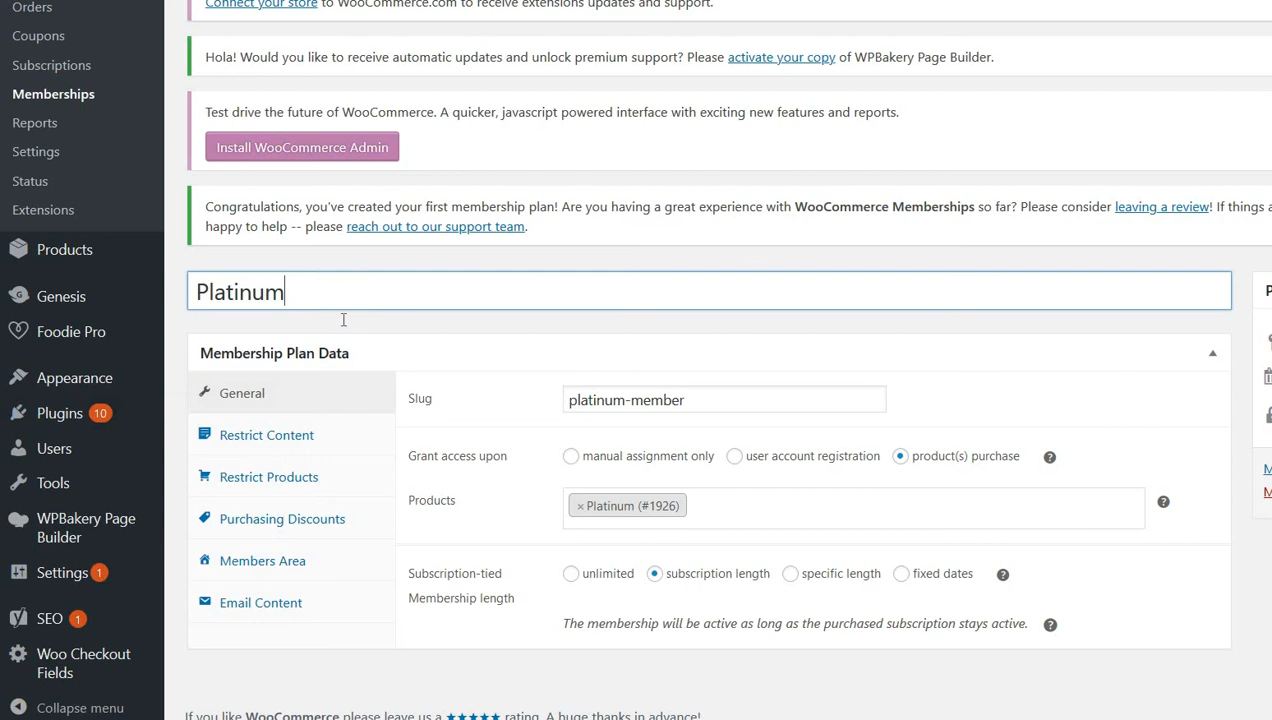 Orders
Coupons
Subscriptions
Memberships
Reports
Settings
Status
Extensions
Products
Genesis
Foodie Pro
Appearance
Plugins 10
Users
Tools
WPBakery Page
Builder
Settings 1
SEO 1
Woo Checkout
Fields
Collapse menu
Connect your store to WooCommerce.com to receive extensions updates and support.
Hola! Would you like to receive automatic updates and unlock premium support? Please activate your copy of WPBakery Page Builder.
Test drive the future of WooCommerce. A quicker, javascript powered interface with exciting new features and reports.
Install WooCommerce Admin
Congratulations, you've created your first membership plan! Are you having a great experience with WooCommerce Memberships so far? Please consider leaving a review! If things a
happy to help -- please reach out to our support team.
Platinum
Membership Plan Data
General
Restrict Content
Restrict Products
Purchasing Discounts
Members Area
Email Content
Slug platinum-member
Grant access upon manual assignment only user account registration product(s) purchase ?
Products × Platinum (#1926) ?
Subscription-tied unlimited subscription length specific length fixed dates ?
Membership length
The membership will be active as long as the purchased subscription stays active. ?
P
M
M
If you like WooCommerce please leave us a ★★★★★ rating. A huge thanks in advance!